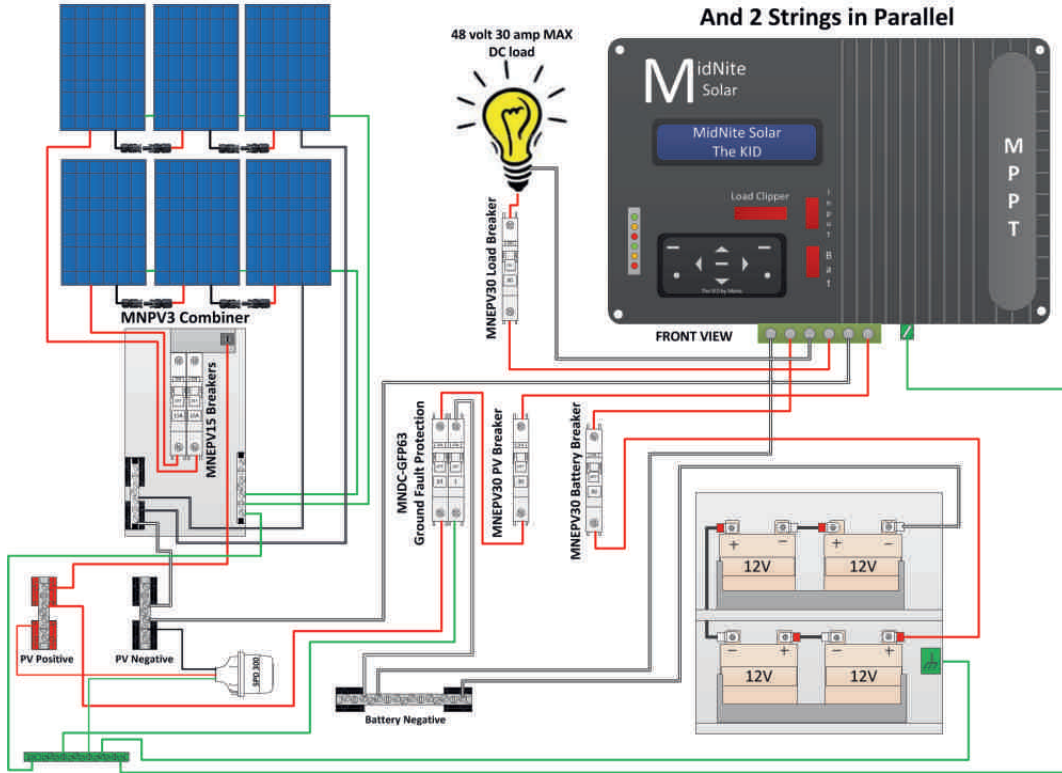 And 2 Strings in Parallel
48 volt 30 amp MAX
DC load
MidNite
Solar
MidNite Solar
The KID
Load Clipper
Input
Bat
MPPT
FRONT VIEW
MNEPV30 Load Breaker
MNPV3 Combiner
MNEPV15 Breakers
MNDC-GFP63
Ground Fault Protection
MNEPV30 PV Breaker
MNEPV30 Battery Breaker
PV Positive
PV Negative
SPD 300
Battery Negative
+ − + −
12V 12V
− + − +
12V 12V